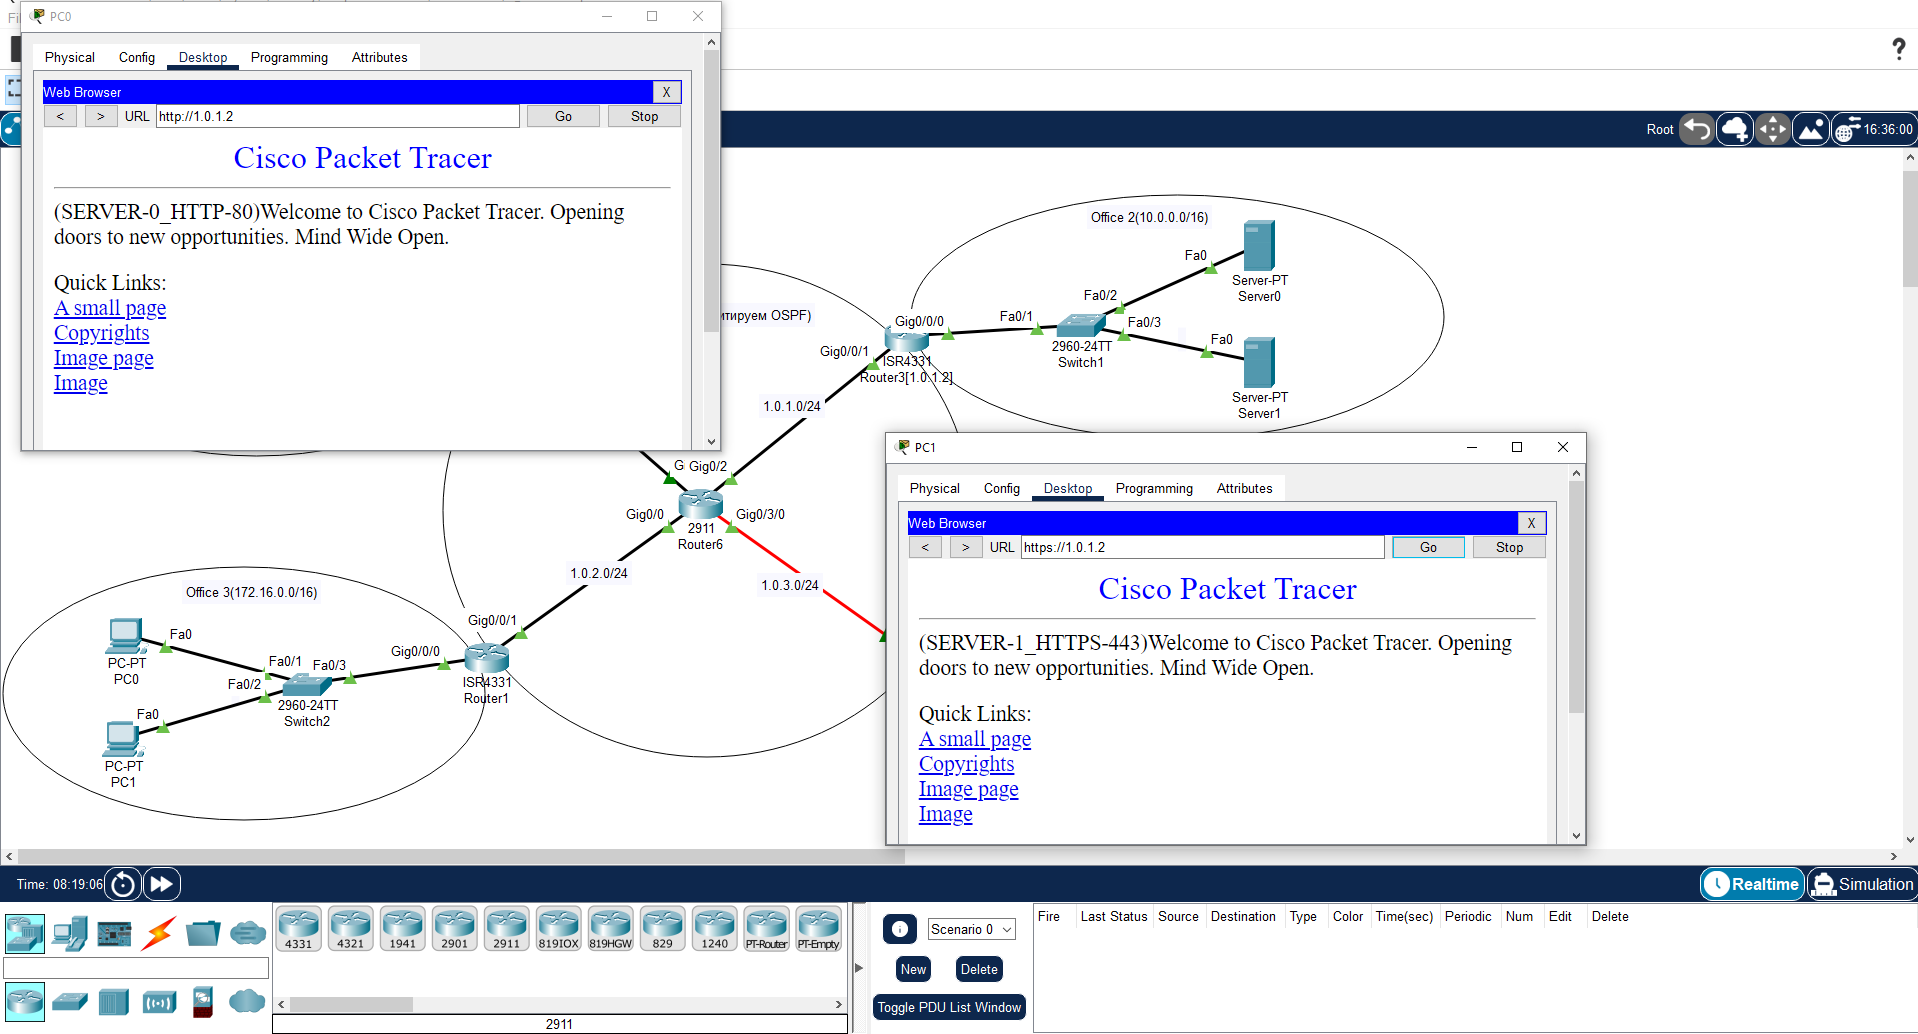 PC0
Physical Config Desktop Programming Attributes
Web Browser X
< > URL http://1.0.1.2 Go Stop
Cisco Packet Tracer
(SERVER-0_HTTP-80)Welcome to Cisco Packet Tracer. Opening
doors to new opportunities. Mind Wide Open.
Quick Links:
A small page
Copyrights
Image page
Image
?
Root 16:36:00
Office 2(10.0.0.0/16)
Fa0
Server-PT
Server0
Fa0/2
Fa0/1
Fa0/3
2960-24TT
Switch1
Fa0
Server-PT
Server1
итируем OSPF)
Gig0/0/0
Gig0/0/1
ISR4331
Router3[1.0.1.2]
1.0.1.0/24
G Gig0/2
Gig0/0
Gig0/3/0
2911
Router6
1.0.2.0/24
1.0.3.0/24
Office 3(172.16.0.0/16)
Fa0
PC-PT
PC0
Fa0/1
Fa0/3
Fa0/2
2960-24TT
Switch2
Fa0
PC-PT
PC1
Gig0/0/0
Gig0/0/1
ISR4331
Router1
PC1
Physical Config Desktop Programming Attributes
Web Browser X
< > URL https://1.0.1.2 Go Stop
Cisco Packet Tracer
(SERVER-1_HTTPS-443)Welcome to Cisco Packet Tracer. Opening
doors to new opportunities. Mind Wide Open.
Quick Links:
A small page
Copyrights
Image page
Image
Time: 08:19:06
Realtime Simulation
4331 4321 1941 2901 2911 819IOX 819HGW 829 1240 PT-Router PT-Empty
2911
Scenario 0
New Delete
Toggle PDU List Window
Fire Last Status Source Destination Type Color Time(sec) Periodic Num Edit Delete